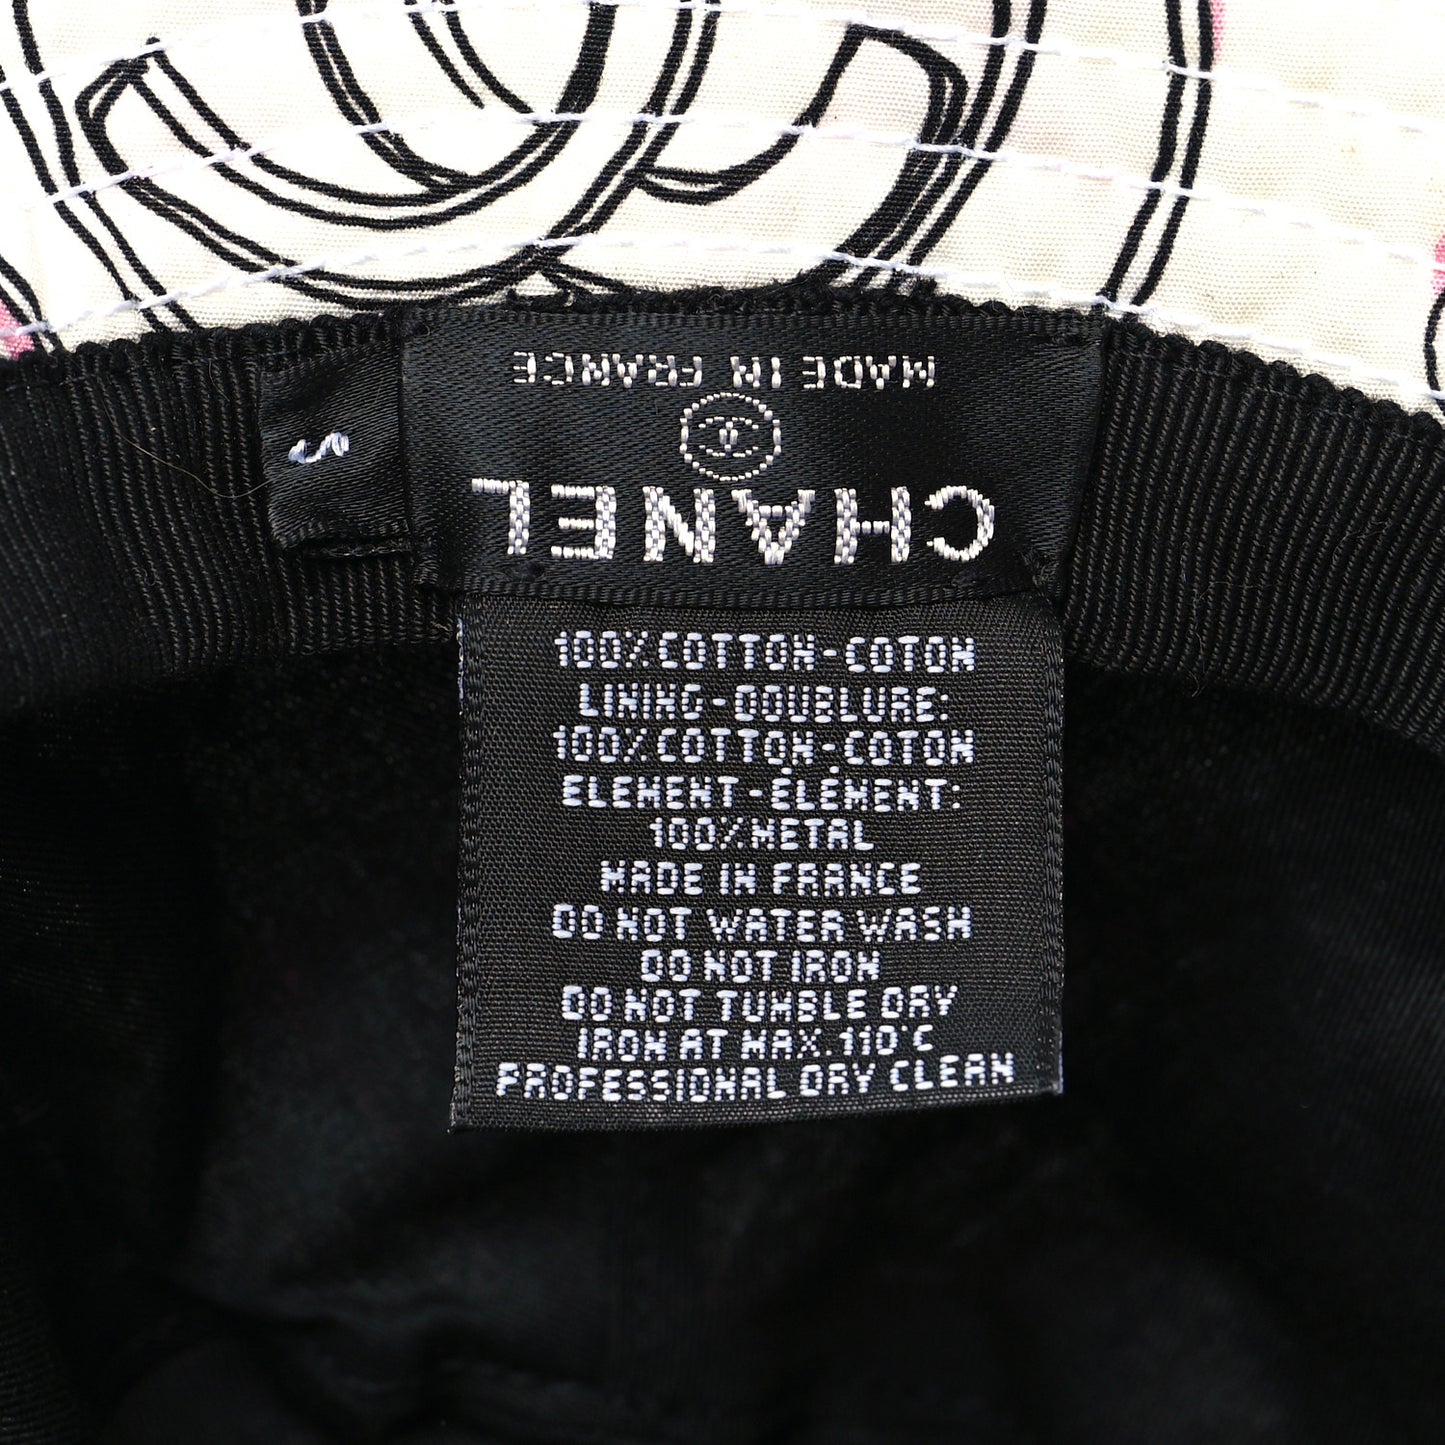 MADE IN FRANCE
CHANEL
S
100% COTTON - COTON
LINING - DOUBLURE:
100% COTTON - COTON
ELEMENT - ÉLÉMENT:
100% METAL
MADE IN FRANCE
DO NOT WATER WASH
DO NOT IRON
DO NOT TUMBLE DRY
IRON AT MAX 110°C
PROFESSIONAL DRY CLEAN